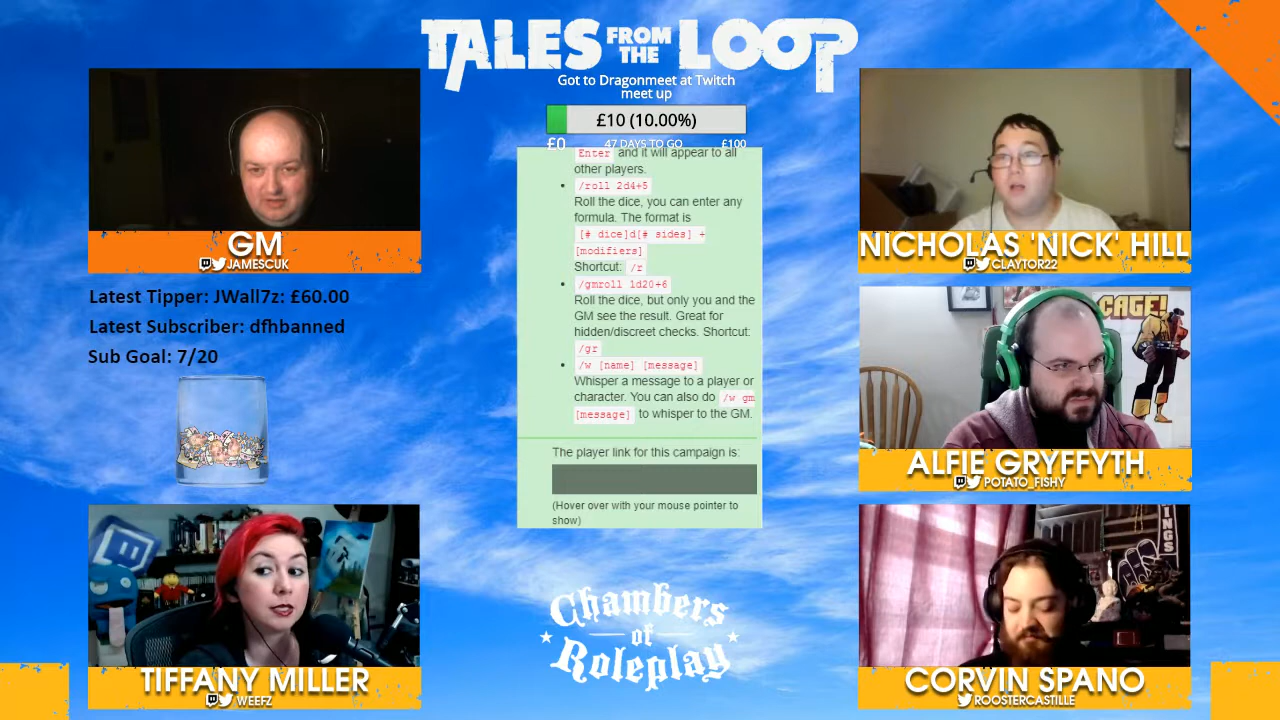 TALES FROM THE LOOP
Got to Dragonmeet at Twitch
meet up
£10 (10.00%)
£0 47 DAYS TO GO £100
Enter and it will appear to all
other players.
/roll 2d4+5
Roll the dice, you can enter any
formula. The format is
[# dice]d[# sides] +
[modifiers]
Shortcut: /r
/gmroll 1d20+6
Roll the dice, but only you and the
GM see the result. Great for
hidden/discreet checks. Shortcut:
/gr
/w [name] [message]
Whisper a message to a player or
character. You can also do /w gm
[message] to whisper to the GM.
The player link for this campaign is:
(Hover over with your mouse pointer to
show)
Chambers
of
Roleplay
GM
JAMESCUK
Latest Tipper: JWall7z: £60.00
Latest Subscriber: dfhbanned
Sub Goal: 7/20
TIFFANY MILLER
WEEFZ
NICHOLAS 'NICK' HILL
CLAYTOR22
CAGE!
ALFIE GRYFFYTH
POTATO_FISHY
INGS
CORVIN SPANO
ROOSTERCASTILLE